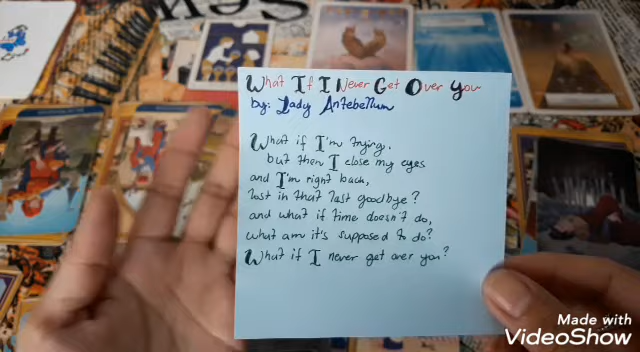 What If I Never Get Over You
by: Lady Antebellum
What if I'm trying,
but then I close my eyes
and I'm right back,
lost in that last goodbye?
and what if time doesn't do,
what am it's supposed to do?
What if I never get over you?
Made with
VideoShow